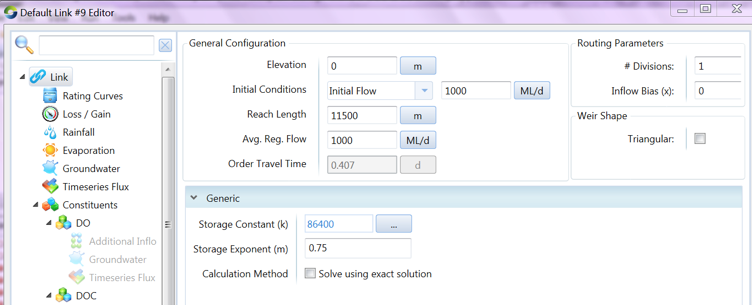 Default Link #9 Editor
General Configuration
Routing Parameters
Elevation 0 m
# Divisions: 1
Link
Initial Conditions Initial Flow 1000 ML/d
Inflow Bias (x): 0
Rating Curves
Loss / Gain
Reach Length 11500 m
Weir Shape
Rainfall
Avg. Reg. Flow 1000 ML/d
Triangular:
Evaporation
Order Travel Time 0.407 d
Groundwater
Timeseries Flux
Generic
Constituents
DO
Storage Constant (k) 86400 ...
Additional Inflo
Storage Exponent (m) 0.75
Groundwater
Calculation Method Solve using exact solution
Timeseries Flux
DOC